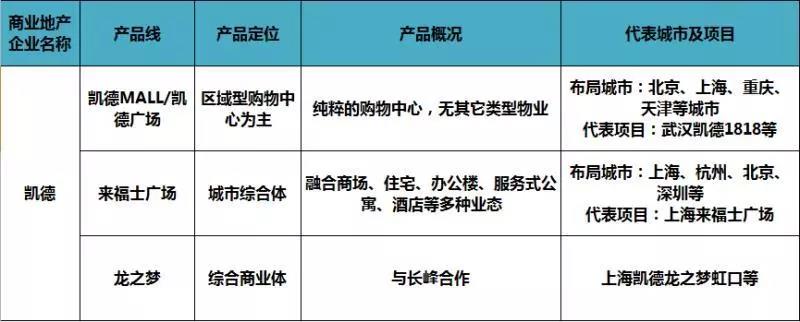 商业地产
企业名称
产品线
产品定位
产品概况
代表城市及项目
凯德
凯德MALL/凯
德广场
区域型购物中
心为主
纯粹的购物中心，无其它类型物业
布局城市：北京、上海、重庆、
天津等城市
代表项目：武汉凯德1818等
来福士广场
城市综合体
融合商场、住宅、办公楼、服务式公
寓、酒店等多种业态
布局城市：上海、杭州、北京、
深圳等
代表项目：上海来福士广场
龙之梦
综合商业体
与长峰合作
上海凯德龙之梦虹口等